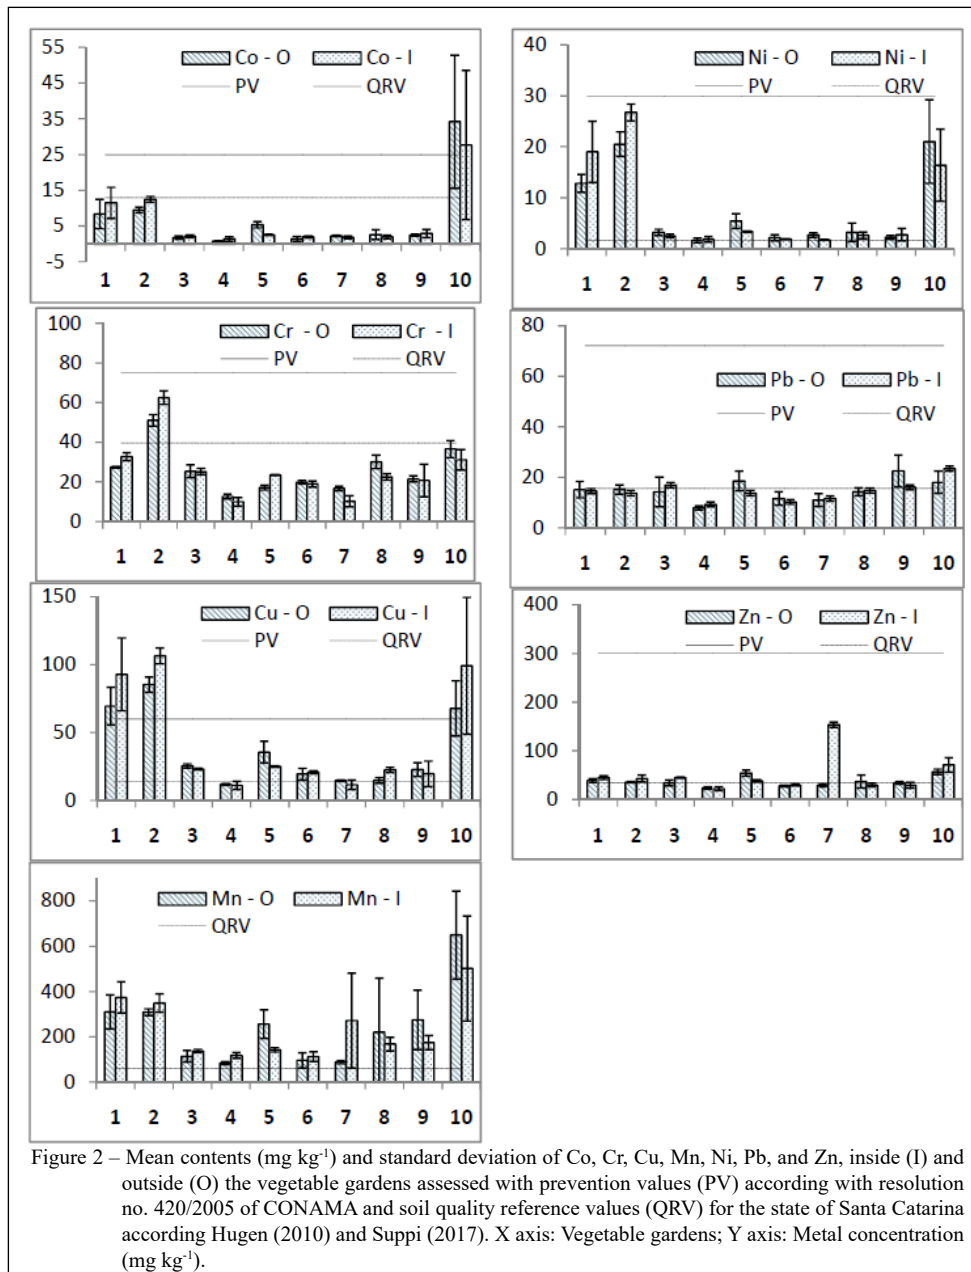 55
45
35
25
15
5
-5
Co - O Co - I
PV QRV
1 2 3 4 5 6 7 8 9 10
40
30
20
10
0
Ni - O Ni - I
PV QRV
1 2 3 4 5 6 7 8 9 10
100
80
60
40
20
0
Cr - O Cr - I
PV QRV
1 2 3 4 5 6 7 8 9 10
80
60
40
20
0
Pb - O Pb - I
PV QRV
1 2 3 4 5 6 7 8 9 10
150
100
50
0
Cu - O Cu - I
PV QRV
1 2 3 4 5 6 7 8 9 10
400
300
200
100
0
Zn - O Zn - I
PV QRV
1 2 3 4 5 6 7 8 9 10
800
600
400
200
0
Mn - O Mn - I
QRV
1 2 3 4 5 6 7 8 9 10
Figure 2 – Mean contents (mg kg-1) and standard deviation of Co, Cr, Cu, Mn, Ni, Pb, and Zn, inside (I) and
outside (O) the vegetable gardens assessed with prevention values (PV) according with resolution
no. 420/2005 of CONAMA and soil quality reference values (QRV) for the state of Santa Catarina
according Hugen (2010) and Suppi (2017). X axis: Vegetable gardens; Y axis: Metal concentration
(mg kg-1).